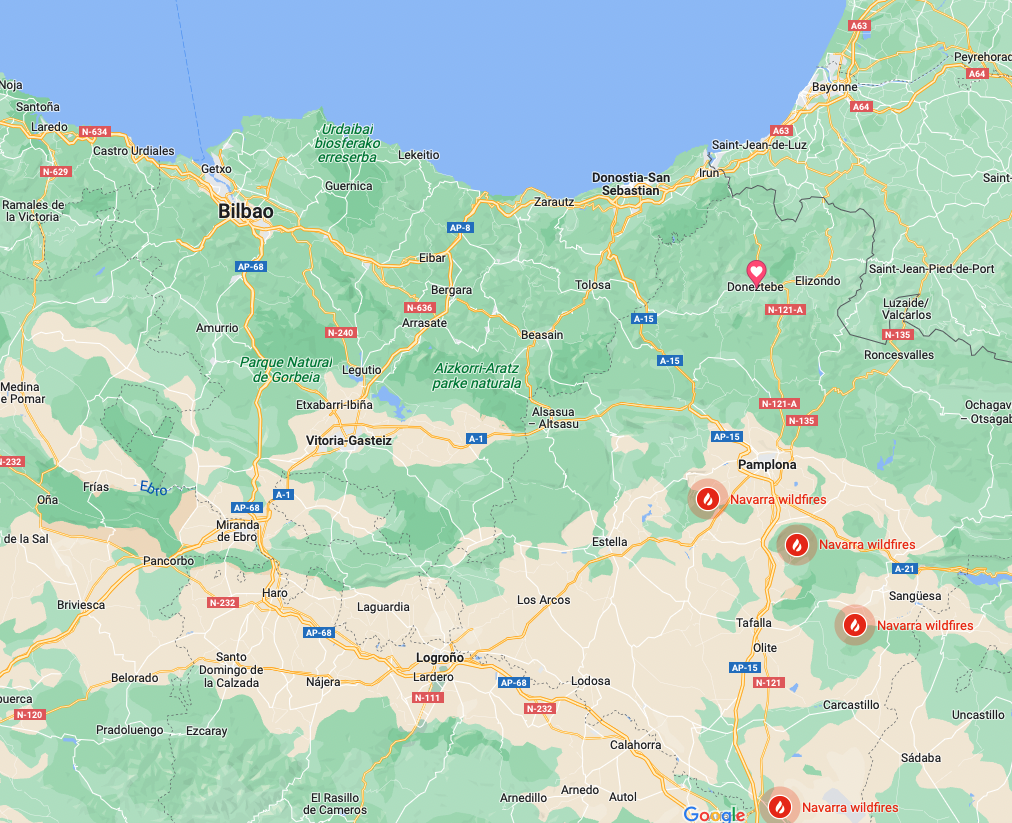 A63
Peyrehorad
A64
Noja
Bayonne
Santoña
A64
Laredo
N-634
Urdaibai
biosferako
erreserba
A63
Castro Urdiales
Saint-Jean-de-Luz
Lekeitio
N-629
Getxo
Irun
Donostia-San
Sebastian
Saint-
Guernica
Ramales de
la Victoria
Bilbao
Zarautz
AP-8
Eibar
AP-68
Saint-Jean-Pied-de-Port
Doneztebe
Elizondo
Tolosa
Bergara
N-636
N-121-A
Luzaide/
Valcarlos
Arrasate
A-15
Amurrio
N-240
Beasain
N-135
Roncesvalles
Parque Natural
de Gorbeia
Legutio
Aizkorri-Aratz
parke naturala
A-15
Medina
e Pomar
Etxabarri-Ibiña
Alsasua
– Altsasu
N-121-A
N-135
Ochagav
– Otsagab
Vitoria-Gasteiz
A-1
AP-15
N-232
Pamplona
Frías
Ebro
A-1
Oña
AP-68
Navarra wildfires
Miranda
de Ebro
de la Sal
Estella
Navarra wildfires
Pancorbo
A-21
Haro
Sangüesa
Briviesca
N-232
Laguardia
Los Arcos
AP-68
Tafalla
Navarra wildfires
Olite
Santo
Domingo de
la Calzada
Logroño
AP-15
Belorado
Nájera
Lardero
AP-68
Lodosa
N-121
N-111
N-232
Carcastillo
puerca
N-120
Uncastillo
Pradoluengo
Ezcaray
Calahorra
Sádaba
El Rasillo
de Cameros
Arnedillo
Arnedo
Autol
Google
Navarra wildfires